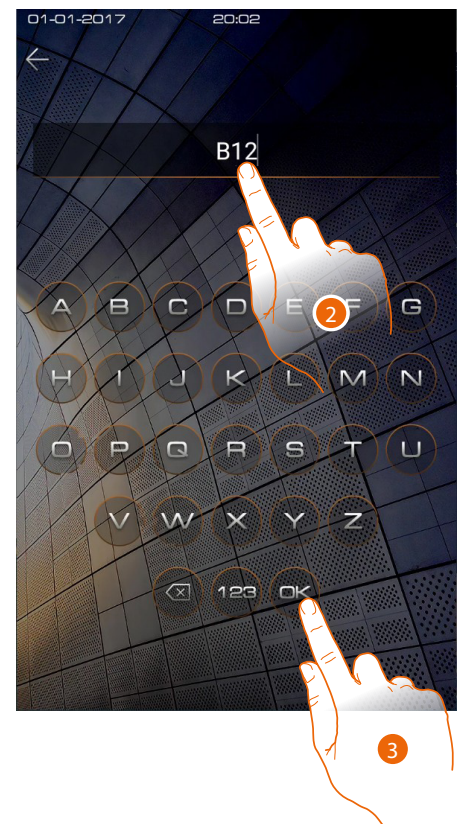 01-01-2017 20:02
B12
A B C D E F G
H I J K L M N
O P Q R S T U
V W X Y Z
123 OK
2
3